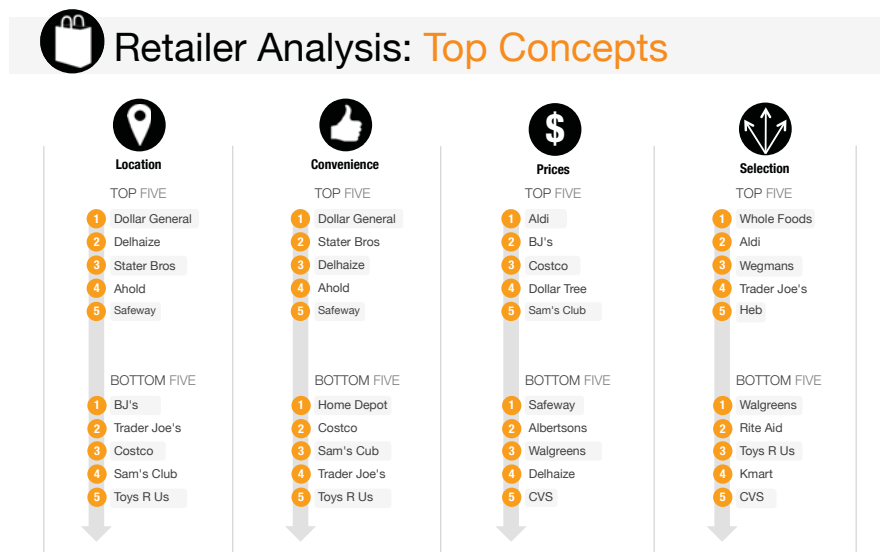 Retailer Analysis: Top Concepts
Location
TOP FIVE
1 Dollar General
2 Delhaize
3 Stater Bros
4 Ahold
5 Safeway
BOTTOM FIVE
1 BJ's
2 Trader Joe's
3 Costco
4 Sam's Club
5 Toys R Us
Convenience
TOP FIVE
1 Dollar General
2 Stater Bros
3 Delhaize
4 Ahold
5 Safeway
BOTTOM FIVE
1 Home Depot
2 Costco
3 Sam's Cub
4 Trader Joe's
5 Toys R Us
$
Prices
TOP FIVE
1 Aldi
2 BJ's
3 Costco
4 Dollar Tree
5 Sam's Club
BOTTOM FIVE
1 Safeway
2 Albertsons
3 Walgreens
4 Delhaize
5 CVS
Selection
TOP FIVE
1 Whole Foods
2 Aldi
3 Wegmans
4 Trader Joe's
5 Heb
BOTTOM FIVE
1 Walgreens
2 Rite Aid
3 Toys R Us
4 Kmart
5 CVS